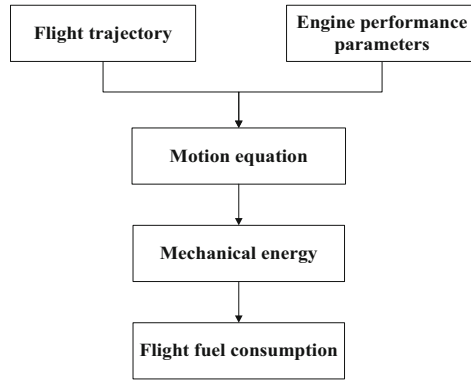 Flight trajectory
Engine performance
parameters
Motion equation
Mechanical energy
Flight fuel consumption